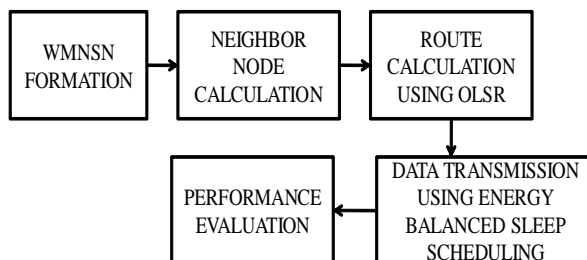 WMNSN
FORMATION
NEIGHBOR
NODE
CALCULATION
ROUTE
CALCULATION
USING OLSR
DATA TRANSMISSION
USING ENERGY
BALANCED SLEEP
SCHEDULING
PERFORMANCE
EVALUATION